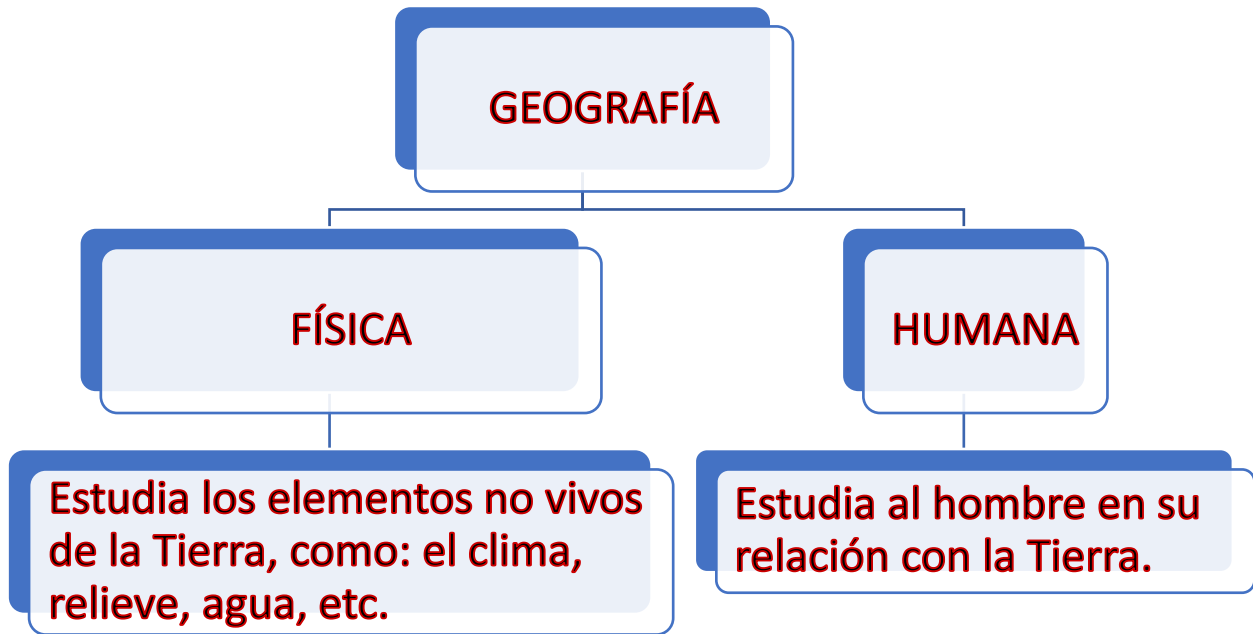 GEOGRAFÍA
FÍSICA
HUMANA
Estudia los elementos no vivos
de la Tierra, como: el clima,
relieve, agua, etc.
Estudia al hombre en su
relación con la Tierra.